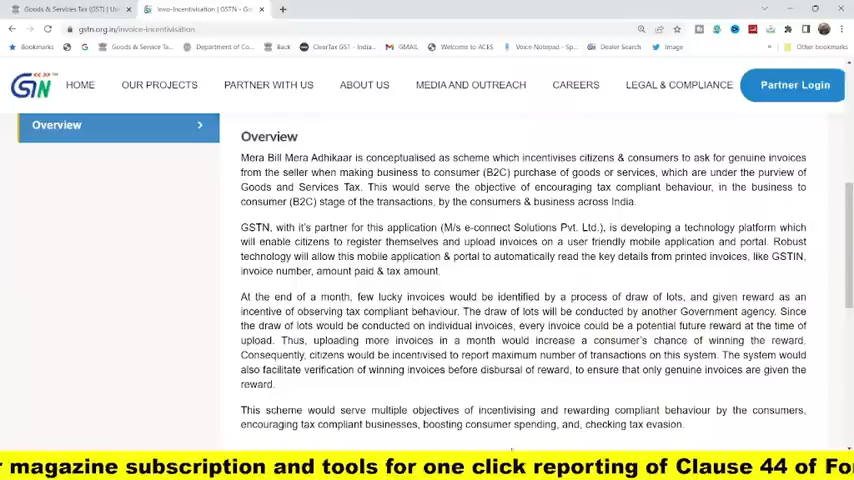 Goods & Services Tax (GST) | Us
Invo-Incentivisation | GSTN - Go
gstn.org.in/invoice-incentivisation
Bookmarks
Goods & Service Ta...
Department of Co...
Back
ClearTax GST - India...
GMAIL
Welcome to ACES
Voice Notepad - Sp...
Dealer Search
Image
Other bookmarks
GSTN
HOME
OUR PROJECTS
PARTNER WITH US
ABOUT US
MEDIA AND OUTREACH
CAREERS
LEGAL & COMPLIANCE
Partner Login
Overview
Overview
Mera Bill Mera Adhikaar is conceptualised as scheme which incentivises citizens & consumers to ask for genuine invoices
from the seller when making business to consumer (B2C) purchase of goods or services, which are under the purview of
Goods and Services Tax. This would serve the objective of encouraging tax compliant behaviour, in the business to
consumer (B2C) stage of the transactions, by the consumers & business across India.
GSTN, with it's partner for this application (M/s e-connect Solutions Pvt. Ltd.), is developing a technology platform which
will enable citizens to register themselves and upload invoices on a user friendly mobile application and portal. Robust
technology will allow this mobile application & portal to automatically read the key details from printed invoices, like GSTIN,
invoice number, amount paid & tax amount.
At the end of a month, few lucky invoices would be identified by a process of draw of lots, and given reward as an
incentive of observing tax compliant behaviour. The draw of lots will be conducted by another Government agency. Since
the draw of lots would be conducted on individual invoices, every invoice could be a potential future reward at the time of
upload. Thus, uploading more invoices in a month would increase a consumer's chance of winning the reward.
Consequently, citizens would be incentivised to report maximum number of transactions on this system. The system would
also facilitate verification of winning invoices before disbursal of reward, to ensure that only genuine invoices are given the
reward.
This scheme would serve multiple objectives of incentivising and rewarding compliant behaviour by the consumers,
encouraging tax compliant businesses, boosting consumer spending, and, checking tax evasion.
r magazine subscription and tools for one click reporting of Clause 44 of Fo